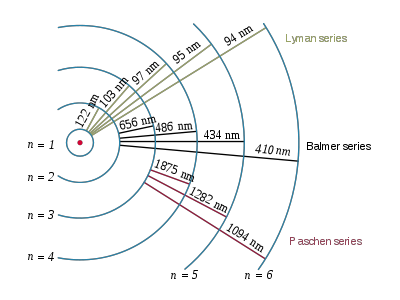 Lyman series
94 nm
95 nm
97 nm
103 nm
122 nm
656 nm
486 nm
434 nm
410 nm
Balmer series
n = 1
1875 nm
n = 2
1282 nm
n = 3
1094 nm
Paschen series
n = 4
n = 5
n = 6